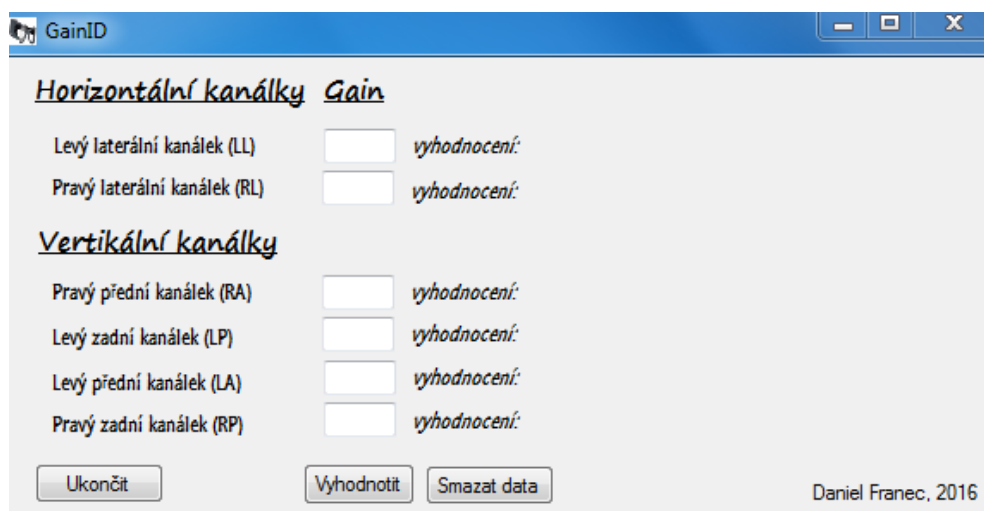 GainID
Horizontální kanálky Gain
Levý laterální kanálek (LL) vyhodnocení:
Pravý laterální kanálek (RL) vyhodnocení:
Vertikální kanálky
Pravý přední kanálek (RA) vyhodnocení:
Levý zadní kanálek (LP) vyhodnocení:
Levý přední kanálek (LA) vyhodnocení:
Pravý zadní kanálek (RP) vyhodnocení:
Ukončit Vyhodnotit Smazat data
Daniel Franec, 2016